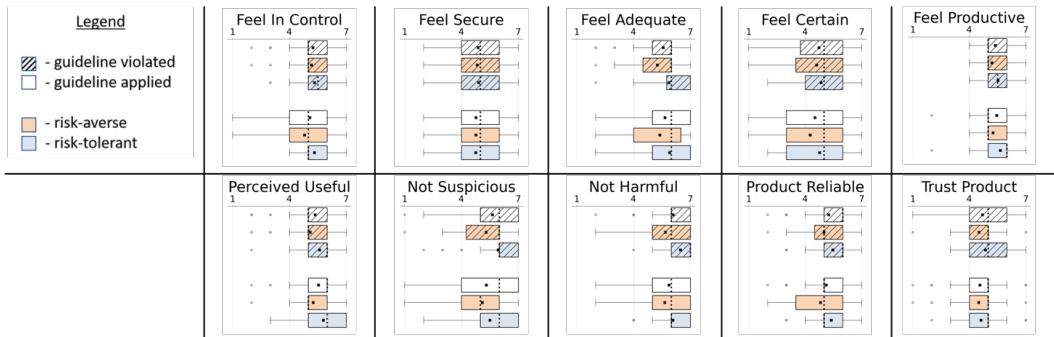 Legend
- guideline violated
- guideline applied
- risk-averse
- risk-tolerant
Feel In Control
1 4 7
Feel Secure
1 4 7
Feel Adequate
1 4 7
Feel Certain
1 4 7
Feel Productive
1 4 7
Perceived Useful
1 4 7
Not Suspicious
1 4 7
Not Harmful
1 4 7
Product Reliable
1 4 7
Trust Product
1 4 7